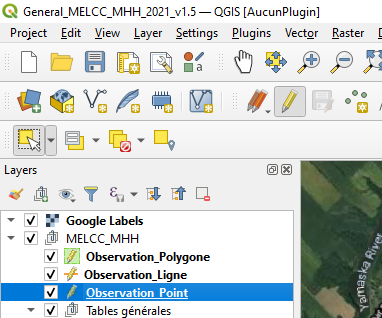 General_MELCC_MHH_2021_v1.5 — QGIS [AucunPlugin]
Project Edit View Layer Settings Plugins Vector Raster
Layers
Google Labels
MELCC_MHH
Observation_Polygone
Observation_Ligne
Observation_Point
Tables générales
Yamaska River